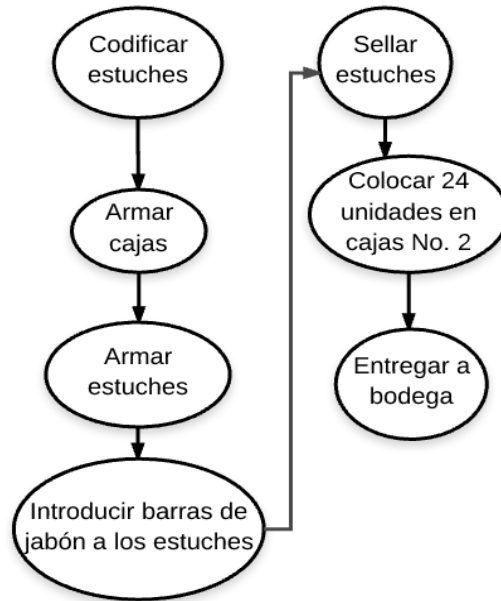 Codificar
estuches
Armar
cajas
Armar
estuches
Introducir barras de
jabón a los estuches
Sellar
estuches
Colocar 24
unidades en
cajas No. 2
Entregar a
bodega